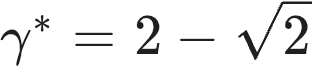 γ* = 2 − √2